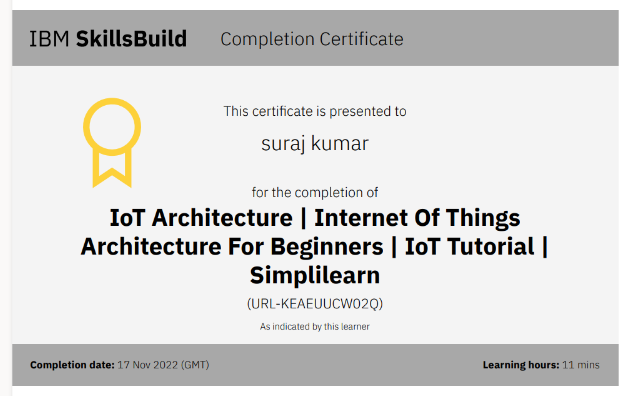 IBM SkillsBuild Completion Certificate
This certificate is presented to
suraj kumar
for the completion of
IoT Architecture | Internet Of Things
Architecture For Beginners | IoT Tutorial |
Simplilearn
(URL-KEAEUUCW02Q)
As indicated by this learner
Completion date: 17 Nov 2022 (GMT) Learning hours: 11 mins